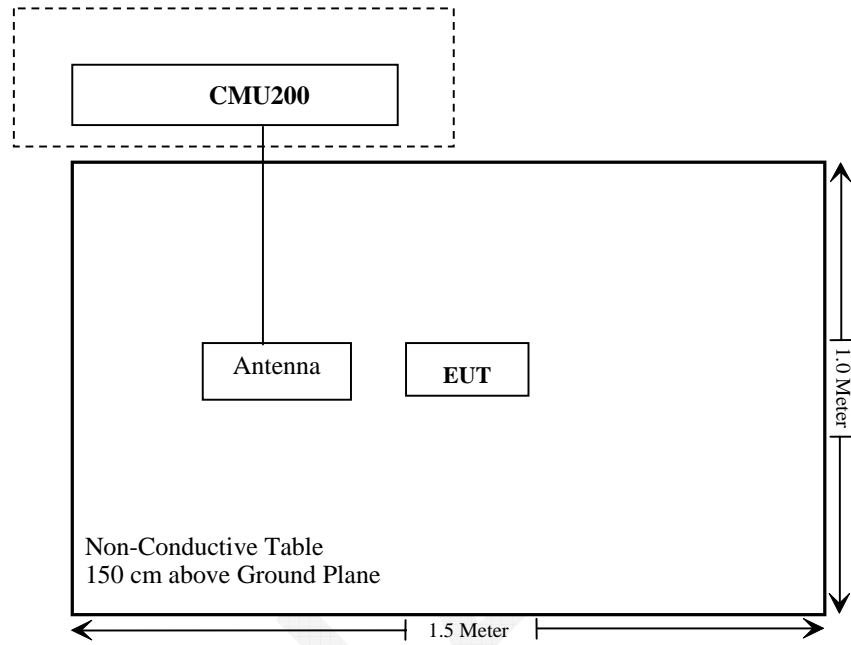 CMU200
Antenna
EUT
1.0 Meter
Non-Conductive Table
150 cm above Ground Plane
1.5 Meter